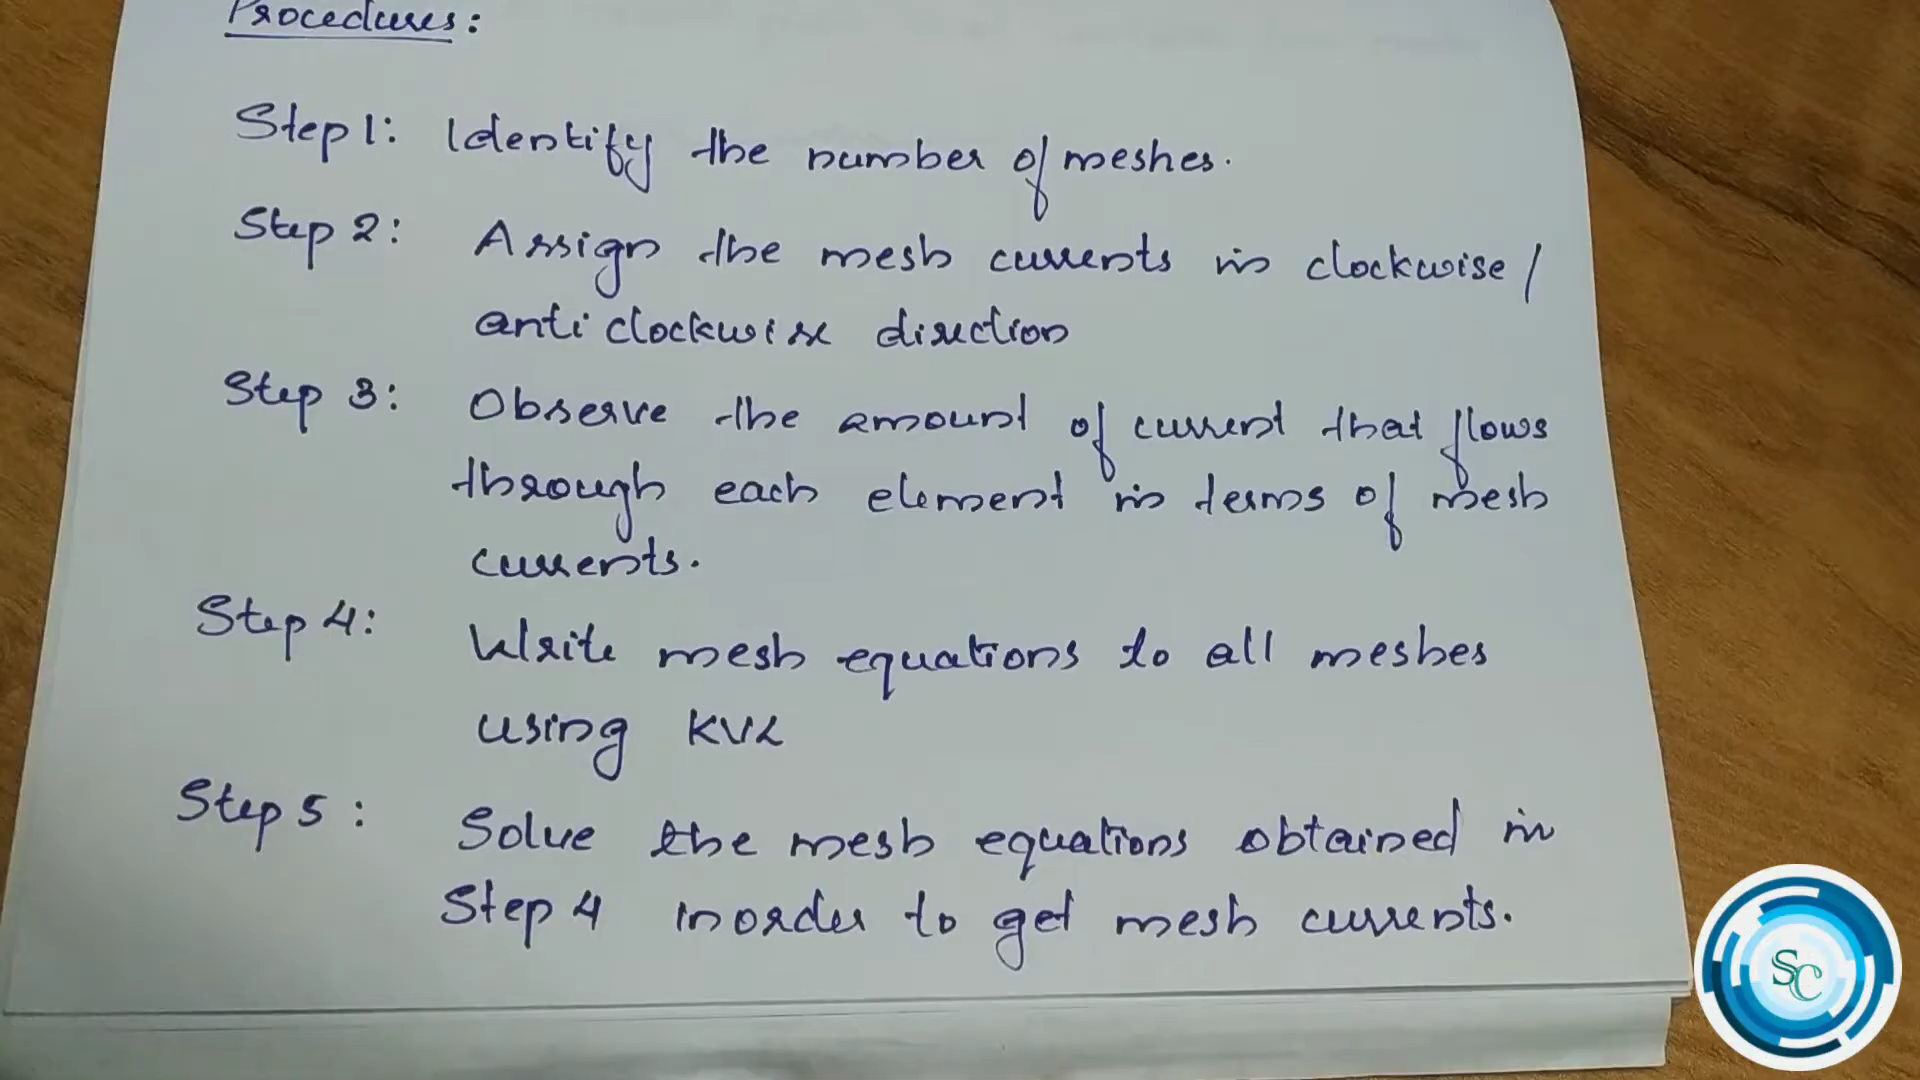 Procedures:
Step 1: Identify the number of meshes.
Step 2: Assign the mesh currents in clockwise/
anti clockwise direction
Step 3: Observe the amount of current that flows
through each element in terms of mesh
currents.
Step 4: Write mesh equations to all meshes
using KVL
Step 5: Solve the mesh equations obtained in
Step 4 inorder to get mesh currents.
SC